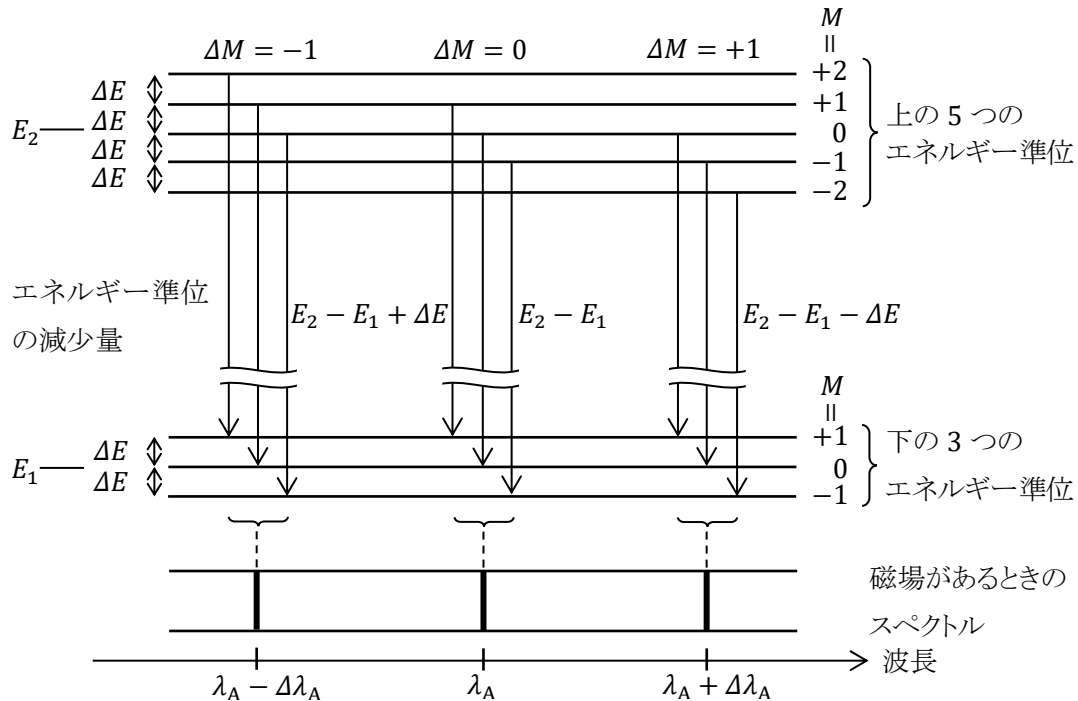 M
=
ΔM = −1
ΔM = 0
ΔM = +1
+2
ΔE
+1
E₂
ΔE
0
上の 5 つの
ΔE
−1
エネルギー準位
ΔE
−2
エネルギー準位
の減少量
E₂ − E₁ + ΔE
E₂ − E₁
E₂ − E₁ − ΔE
M
=
+1
下の 3 つの
E₁
ΔE
0
ΔE
−1
エネルギー準位
磁場があるときの
スペクトル
波長
λ_A − Δλ_A
λ_A
λ_A + Δλ_A